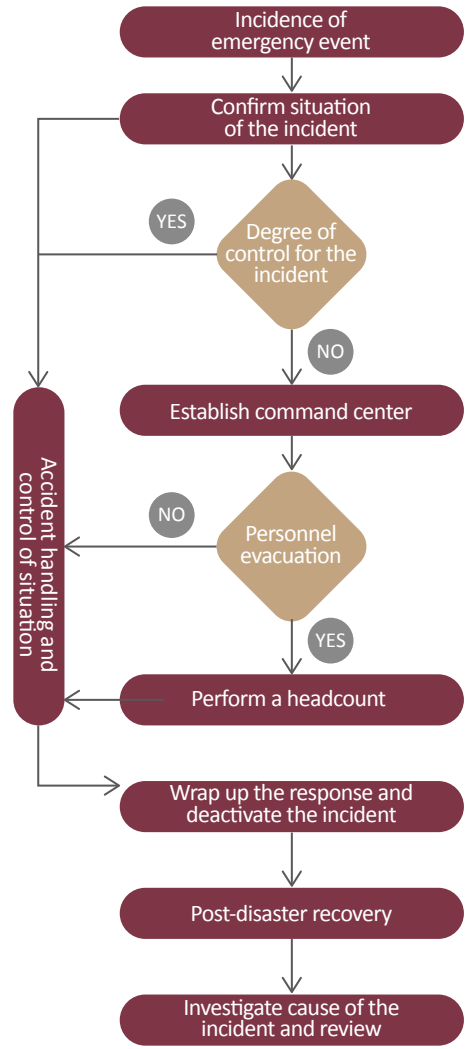 Incidence of
emergency event
Confirm situation
of the incident
YES
Degree of
control for the
incident
NO
Establish command center
Accident handling and
control of situation
NO
Personnel
evacuation
YES
Perform a headcount
Wrap up the response and
deactivate the incident
Post-disaster recovery
Investigate cause of the
incident and review